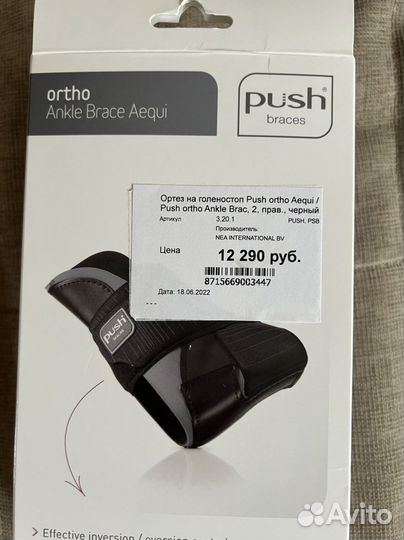 ortho
Ankle Brace Aequi
push®
braces
Ортез на голеностоп Push ortho Aequi /
Push ortho Ankle Brac, 2, прав., черный
Артикул 3.20.1 PUSH, PSB
Производитель
NEA INTERNATIONAL BV
Цена 12 290 руб.
8715669003447
Дата: 18.06.2022
---
push
braces
> Effective inversion / eversion
Avito